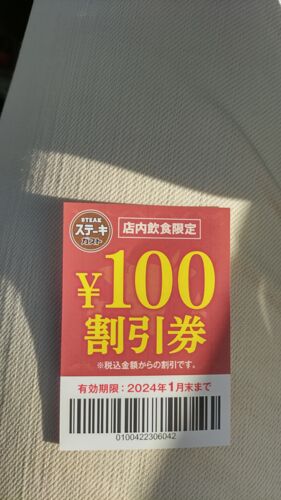 STEAK
ステーキ
ガスト
店内飲食限定
¥100
割引券
※税込金額からの割引です。
有効期限：2024年1月末まで
0100422306042